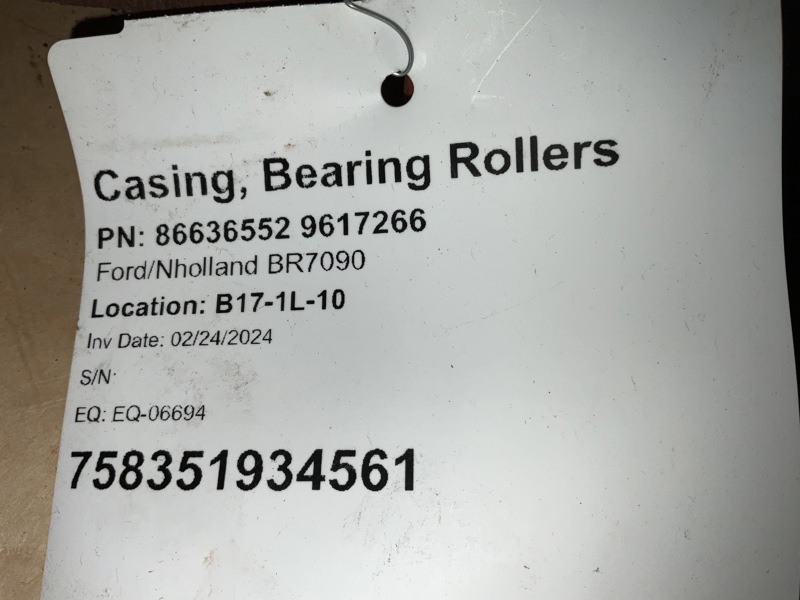 Casing, Bearing Rollers
PN: 86636552 9617266
Ford/Nholland BR7090
Location: B17-1L-10
Inv Date: 02/24/2024
S/N:
EQ: EQ-06694
758351934561